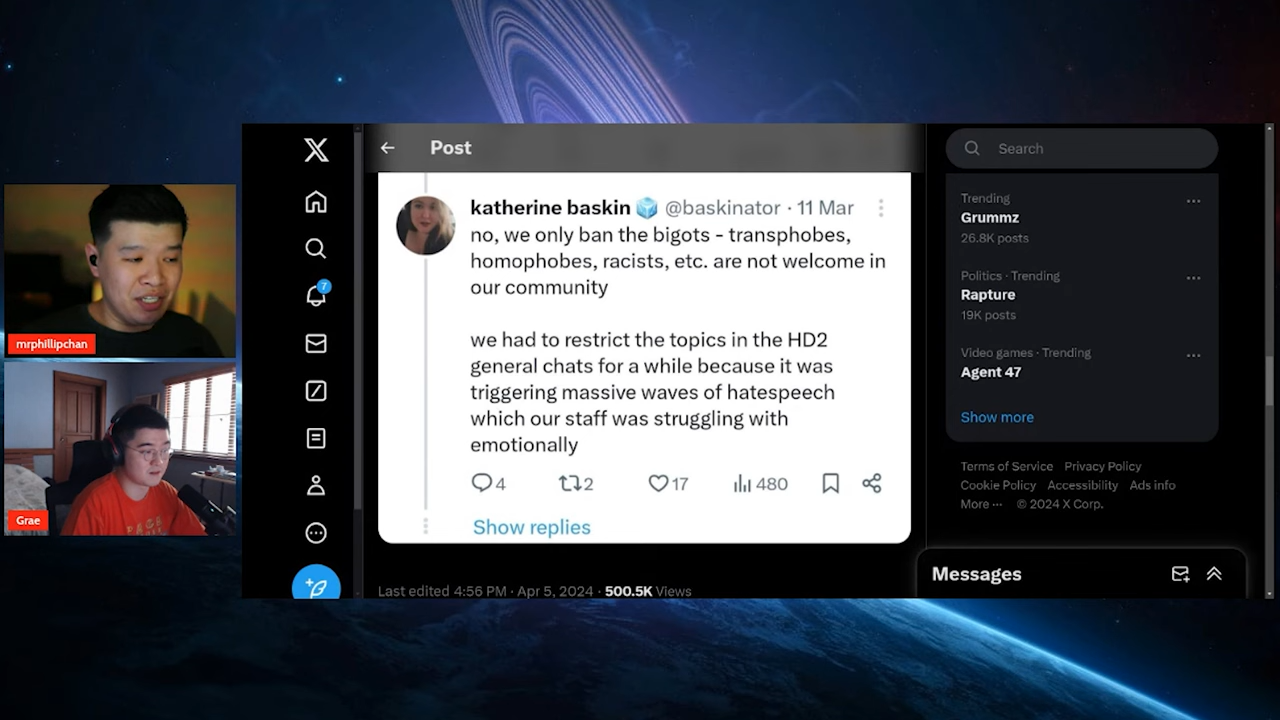 Post
Search
katherine baskin @baskinator · 11 Mar
no, we only ban the bigots - transphobes,
homophobes, racists, etc. are not welcome in
our community
we had to restrict the topics in the HD2
general chats for a while because it was
triggering massive waves of hatespeech
which our staff was struggling with
emotionally
4 2 17 480
Show replies
Last edited 4:56 PM · Apr 5, 2024 · 500.5K Views
Trending
Grummz
26.8K posts
Politics · Trending
Rapture
19K posts
Video games · Trending
Agent 47
Show more
Terms of Service Privacy Policy
Cookie Policy Accessibility Ads info
More ··· © 2024 X Corp.
Messages
7
mrphillipchan
Grae